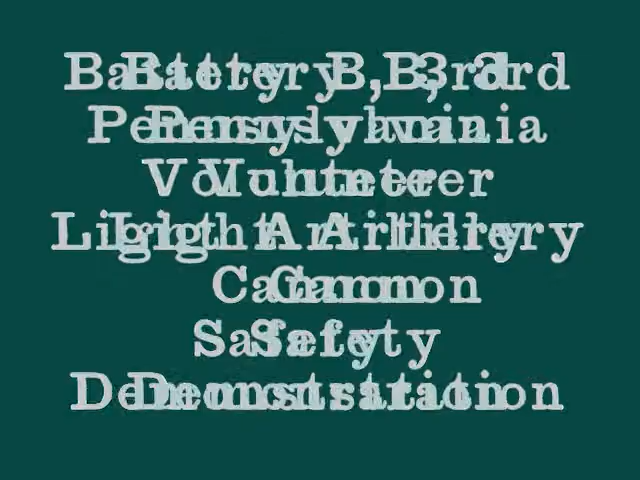 Battery B, 3rd
Pennsylvania
Volunteer
Light Artillery
Cannon
Safety
Demonstration